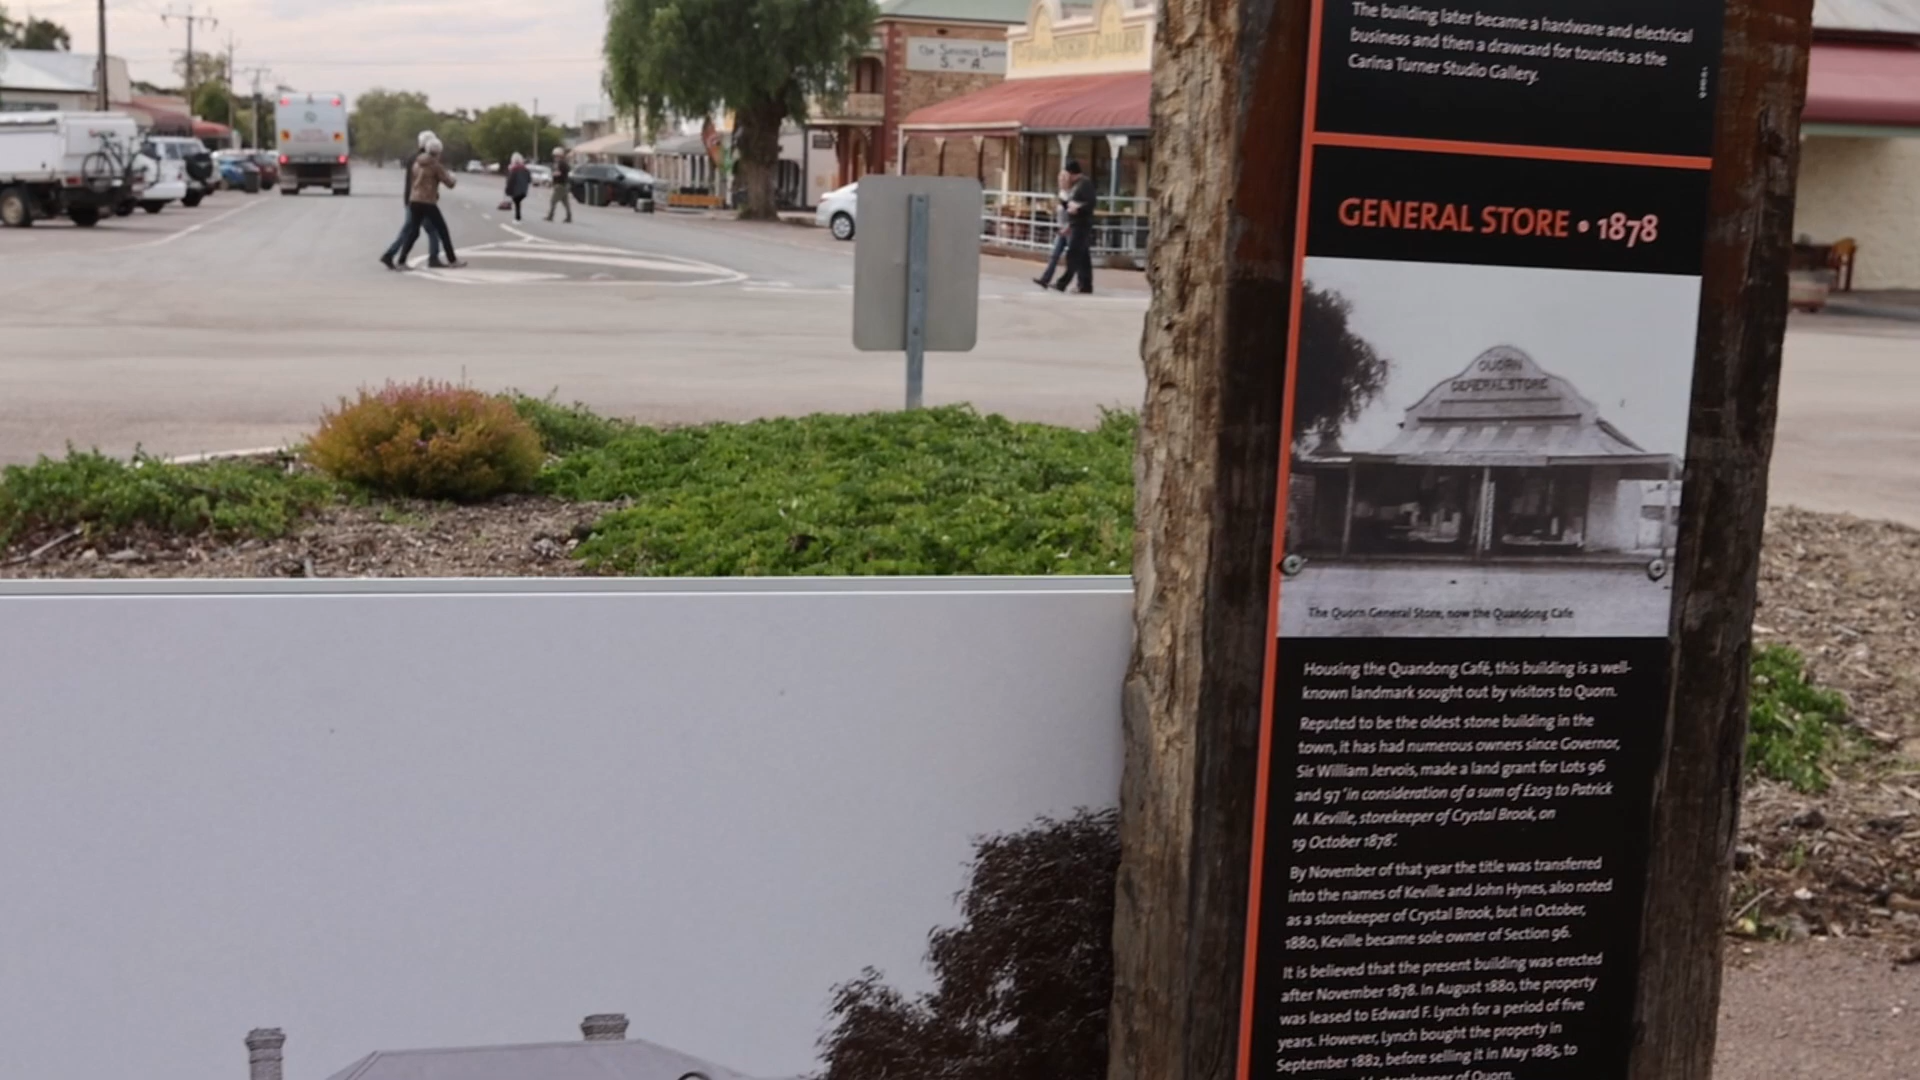 The Savings Bank
S. of A.
The building later became a hardware and electrical
business and then a drawcard for tourists as the
Carina Turner Studio Gallery.
GENERAL STORE • 1878
QUORN
GENERAL STORE
The Quorn General Store, now the Quandong Cafe
Housing the Quandong Café, this building is a well-
known landmark sought out by visitors to Quorn.
Reputed to be the oldest stone building in the
town, it has had numerous owners since Governor,
Sir William Jervois, made a land grant for Lots 96
and 97 'in consideration of a sum of £203 to Patrick
M. Keville, storekeeper of Crystal Brook, on
19 October 1878'.
By November of that year the title was transferred
into the names of Keville and John Hynes, also noted
as a storekeeper of Crystal Brook, but in October,
1880, Keville became sole owner of Section 96.
It is believed that the present building was erected
after November 1878. In August 1880, the property
was leased to Edward F. Lynch for a period of five
years. However, Lynch bought the property in
September 1882, before selling it in May 1885, to
storekeeper of Quorn.